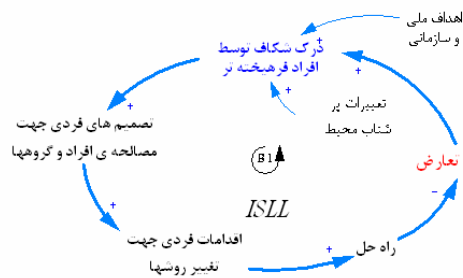 اهداف ملی
و سازمانی
درک شکاف توسط
افراد فرهیخته تر
+
+
+
تغییرات پر
شتاب محیط
+
تصمیم های فردی جهت
مصالحه ی افراد و گروهها
تعارض
B1
ISLL
+
اقدامات فردی جهت
تغییر روشها
+
راه حل
-